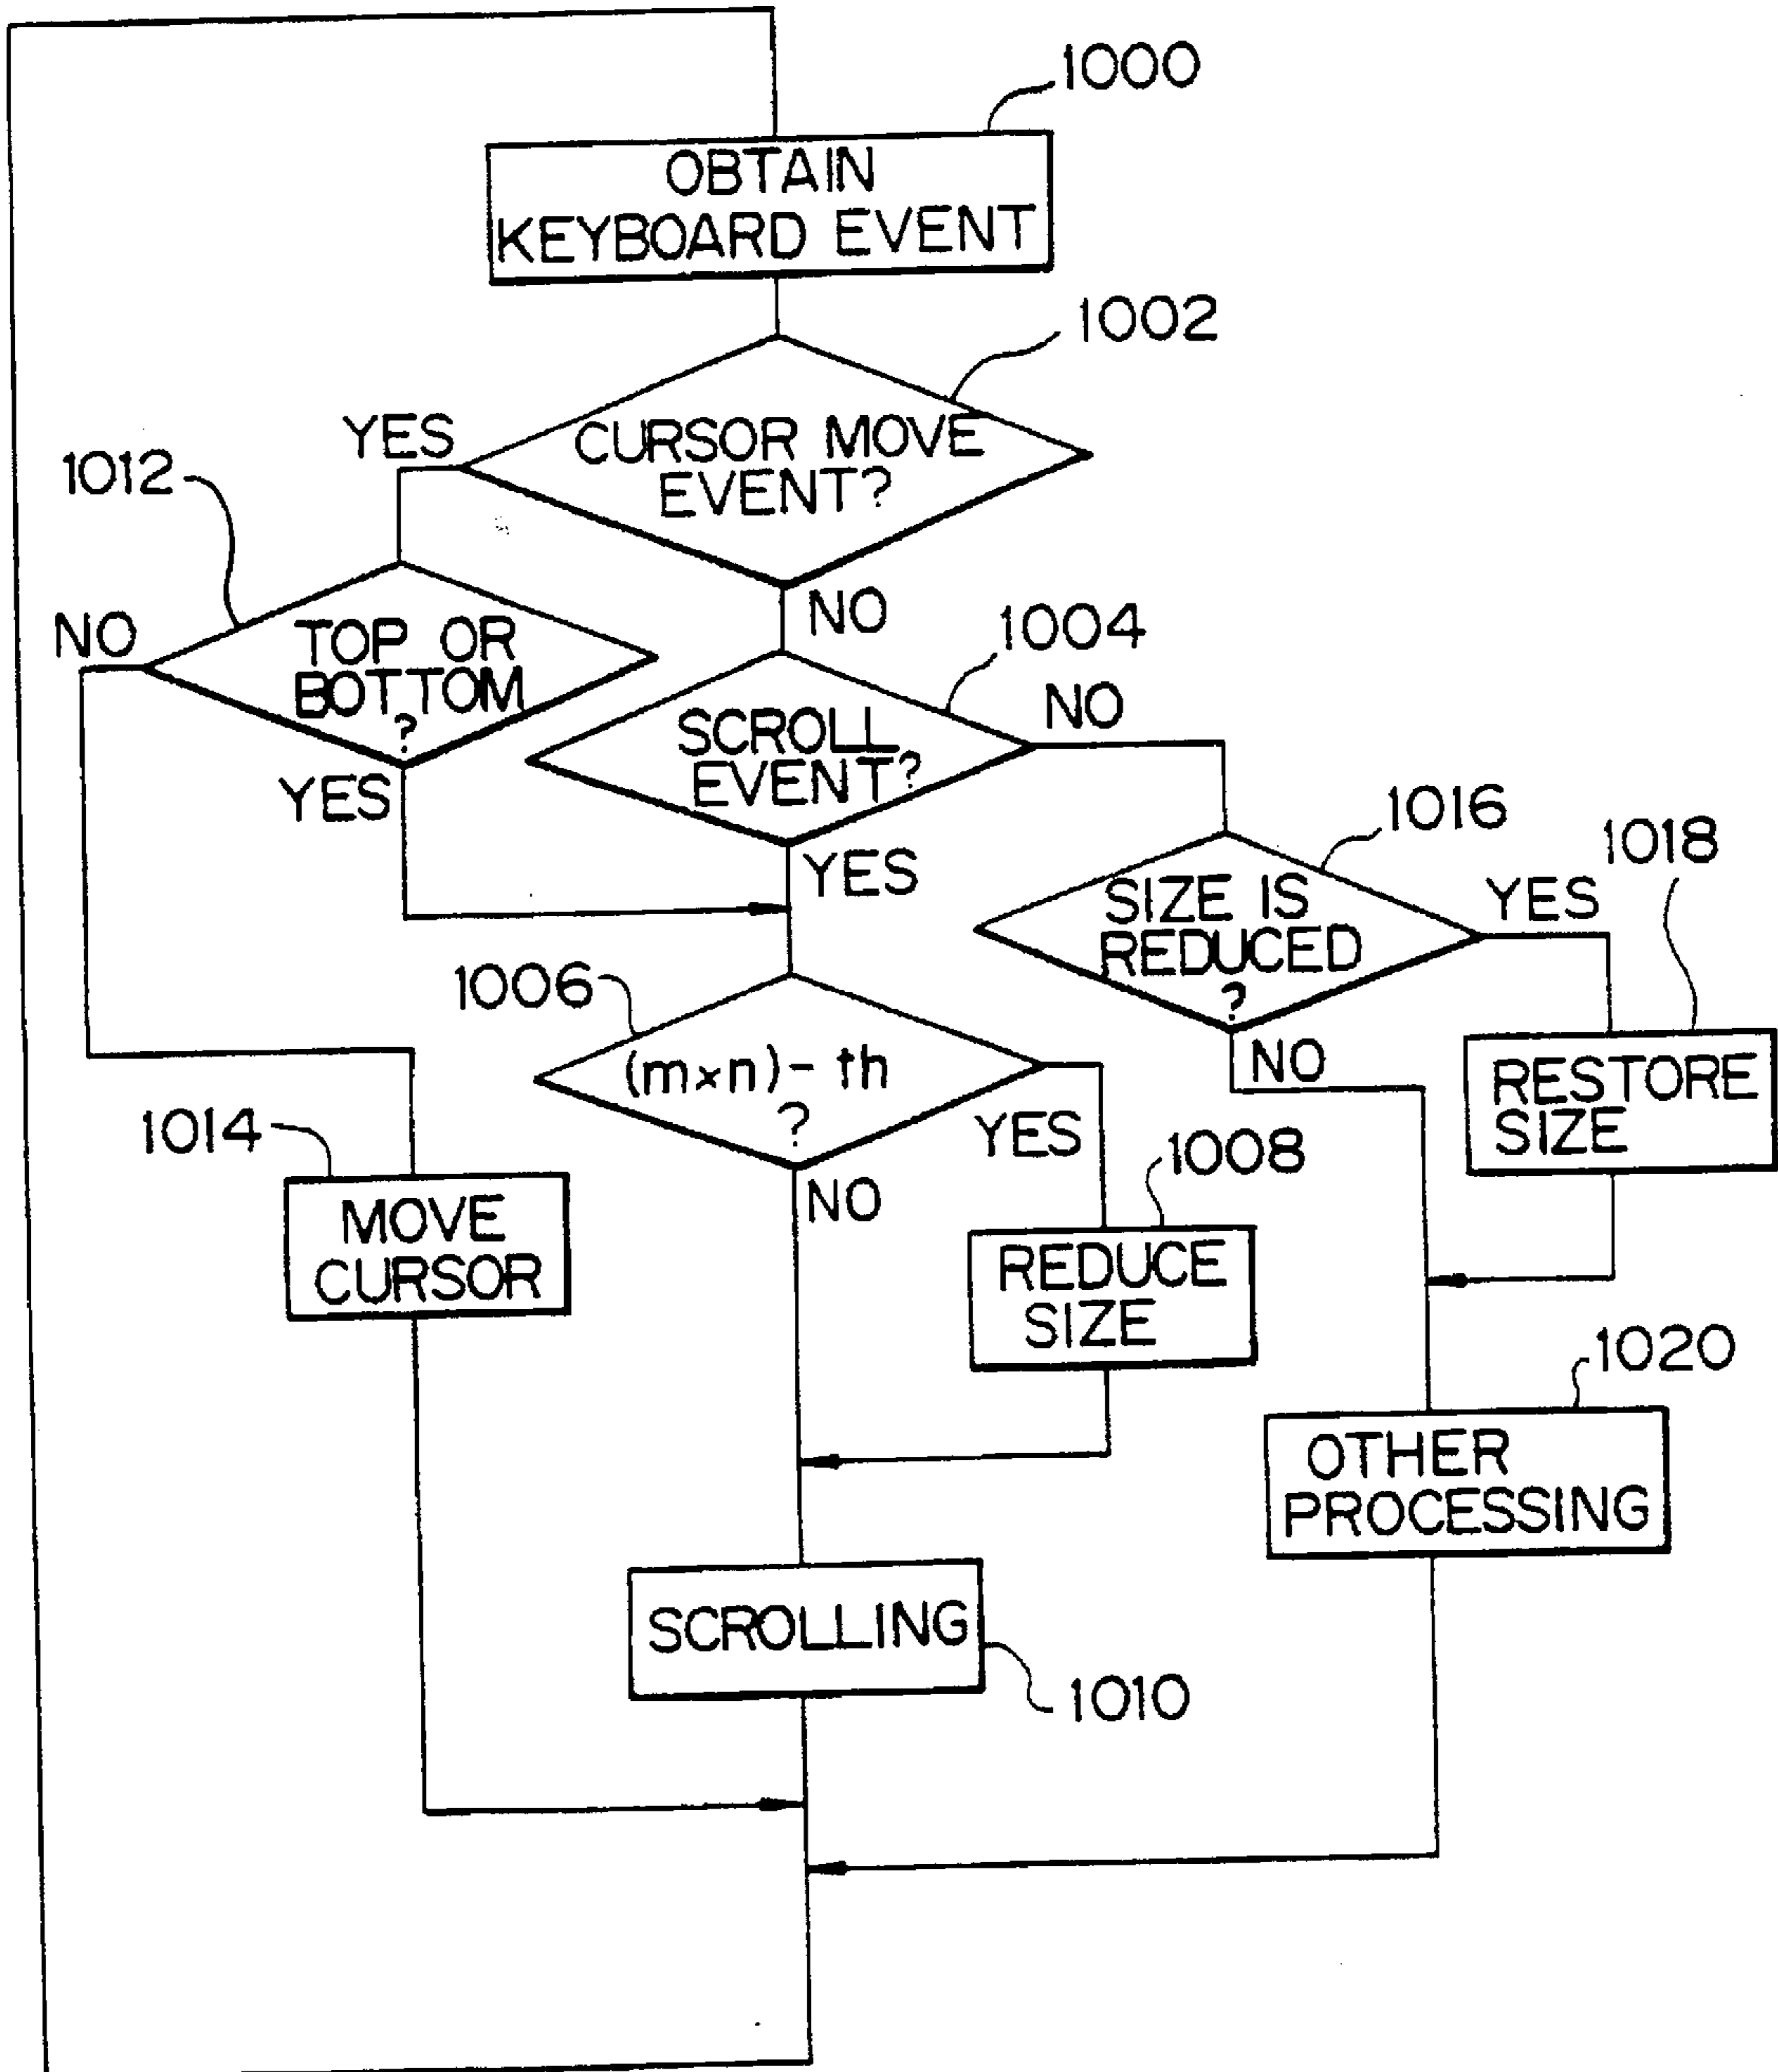 1000
OBTAIN
KEYBOARD EVENT
1002
YES
CURSOR MOVE
EVENT?
1012
NO
1004
NO
TOP OR
BOTTOM
?
NO
SCROLL
EVENT?
YES
1016
1018
YES
SIZE IS
REDUCED
?
YES
1006
(m×n)-th
?
NO
RESTORE
SIZE
1014
YES
1008
NO
MOVE
CURSOR
REDUCE
SIZE
1020
OTHER
PROCESSING
SCROLLING
1010